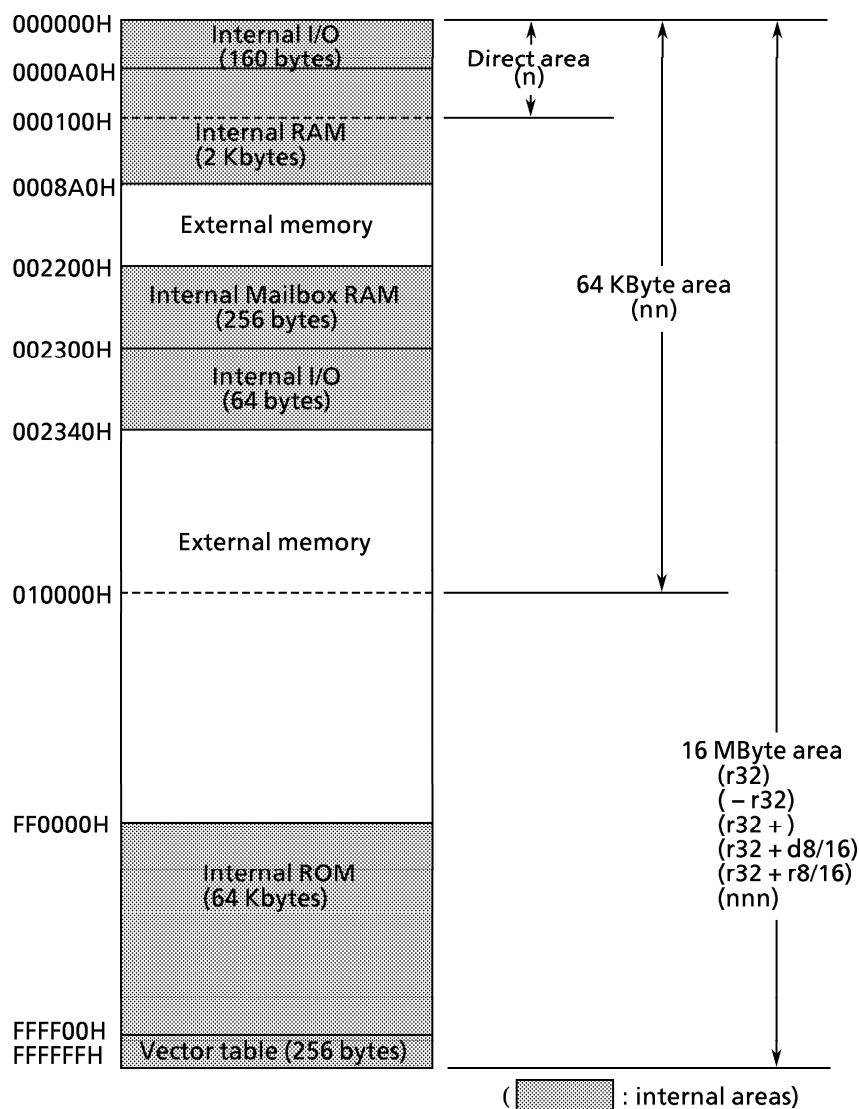 000000H
Internal I/O
(160 bytes)
0000A0H
Direct area
(n)
000100H
Internal RAM
(2 Kbytes)
0008A0H
External memory
002200H
Internal Mailbox RAM
(256 bytes)
64 KByte area
(nn)
002300H
Internal I/O
(64 bytes)
002340H
External memory
010000H
16 MByte area
(r32)
( – r32)
(r32 + )
(r32 + d8/16)
(r32 + r8/16)
(nnn)
FF0000H
Internal ROM
(64 Kbytes)
FFFF00H
FFFFFFH
Vector table (256 bytes)
( : internal areas)